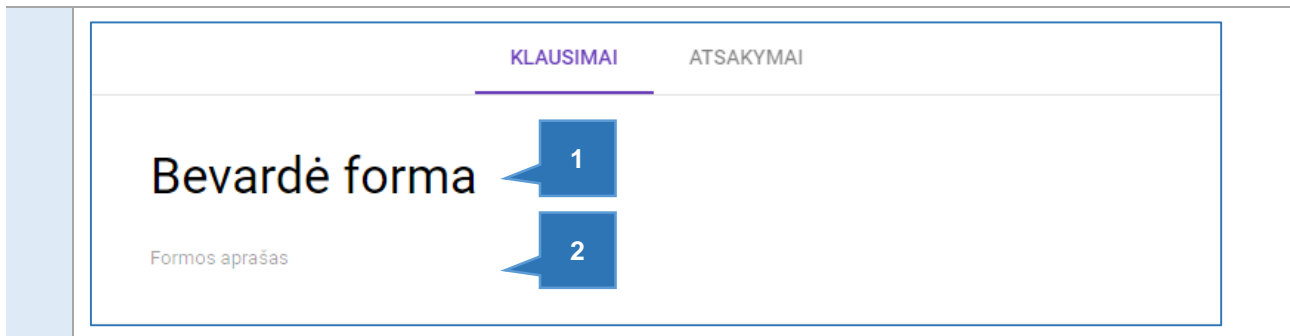 KLAUSIMAI ATSAKYMAI
Bevardė forma
1
Formos aprašas
2